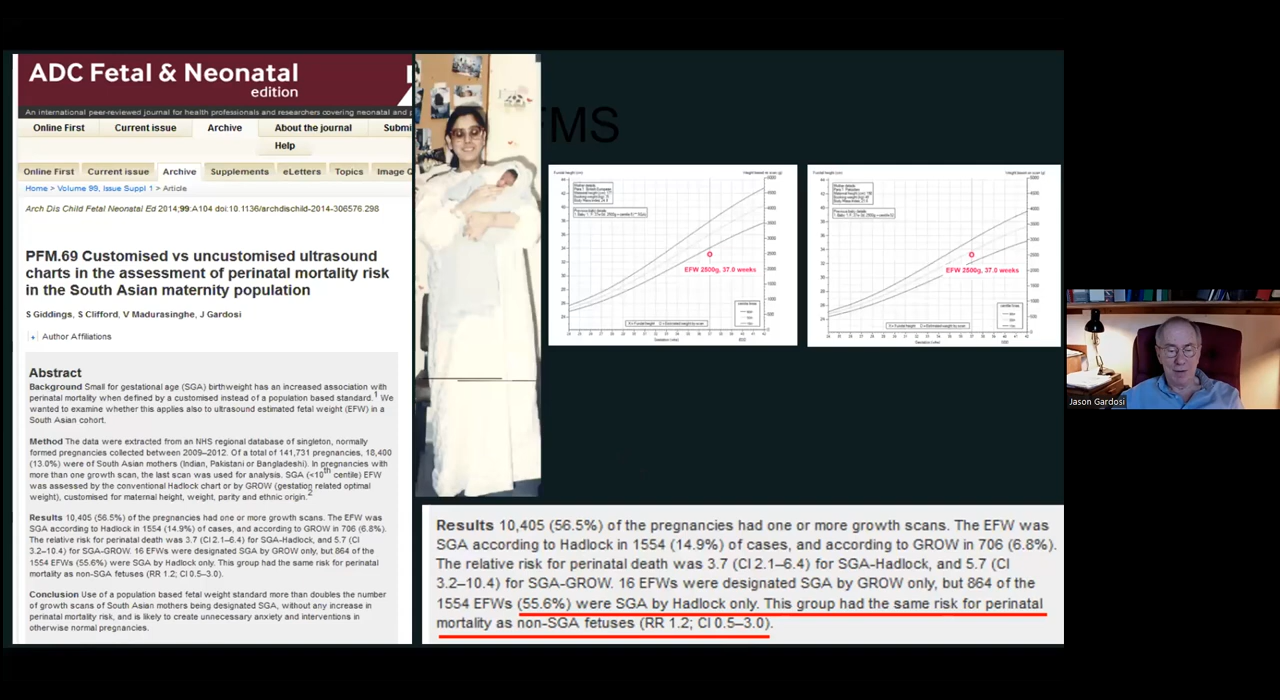 ADC Fetal & Neonatal
edition
An international peer-reviewed journal for health professionals and researchers covering neonatal and
Online First Current issue Archive About the journal Submi
Help
Online First Current issue Archive Supplements eLetters Topics Image Q
Home > Volume 99, Issue Suppl 1 > Article
Arch Dis Child Fetal Neonatal Ed 2014;99:A104 doi:10.1136/archdischild-2014-306576.298
PFM.69 Customised vs uncustomised ultrasound
charts in the assessment of perinatal mortality risk
in the South Asian maternity population
S Giddings, S Clifford, V Madurasinghe, J Gardosi
+ Author Affiliations
Abstract
Background Small for gestational age (SGA) birthweight has an increased association with
perinatal mortality when defined by a customised instead of a population based standard.1 We
wanted to examine whether this applies also to ultrasound estimated fetal weight (EFW) in a
South Asian cohort.
Method The data were extracted from an NHS regional database of singleton, normally
formed pregnancies collected between 2009–2012. Of a total of 141,731 pregnancies, 18,400
(13.0%) were of South Asian mothers (Indian, Pakistani or Bangladeshi). In pregnancies with
more than one growth scan, the last scan was used for analysis. SGA (<10th centile) EFW
was assessed by the conventional Hadlock chart or by GROW (gestation related optimal
weight), customised for maternal height, weight, parity and ethnic origin.2
Results 10,405 (56.5%) of the pregnancies had one or more growth scans. The EFW was
SGA according to Hadlock in 1554 (14.9%) of cases, and according to GROW in 706 (6.8%).
The relative risk for perinatal death was 3.7 (CI 2.1–6.4) for SGA-Hadlock, and 5.7 (CI
3.2–10.4) for SGA-GROW. 16 EFWs were designated SGA by GROW only, but 864 of the
1554 EFWs (55.6%) were SGA by Hadlock only. This group had the same risk for perinatal
mortality as non-SGA fetuses (RR 1.2; CI 0.5–3.0).
Conclusion Use of a population based fetal weight standard more than doubles the number
of growth scans of South Asian mothers being designated SGA, without any increase in
perinatal mortality risk, and is likely to create unnecessary anxiety and interventions in
otherwise normal pregnancies.
FMS
EFW 2500g, 37.0 weeks
EFW 2500g, 37.0 weeks
Results 10,405 (56.5%) of the pregnancies had one or more growth scans. The EFW was
SGA according to Hadlock in 1554 (14.9%) of cases, and according to GROW in 706 (6.8%).
The relative risk for perinatal death was 3.7 (CI 2.1–6.4) for SGA-Hadlock, and 5.7 (CI
3.2–10.4) for SGA-GROW. 16 EFWs were designated SGA by GROW only, but 864 of the
1554 EFWs (55.6%) were SGA by Hadlock only. This group had the same risk for perinatal
mortality as non-SGA fetuses (RR 1.2; CI 0.5–3.0).
Jason Gardosi